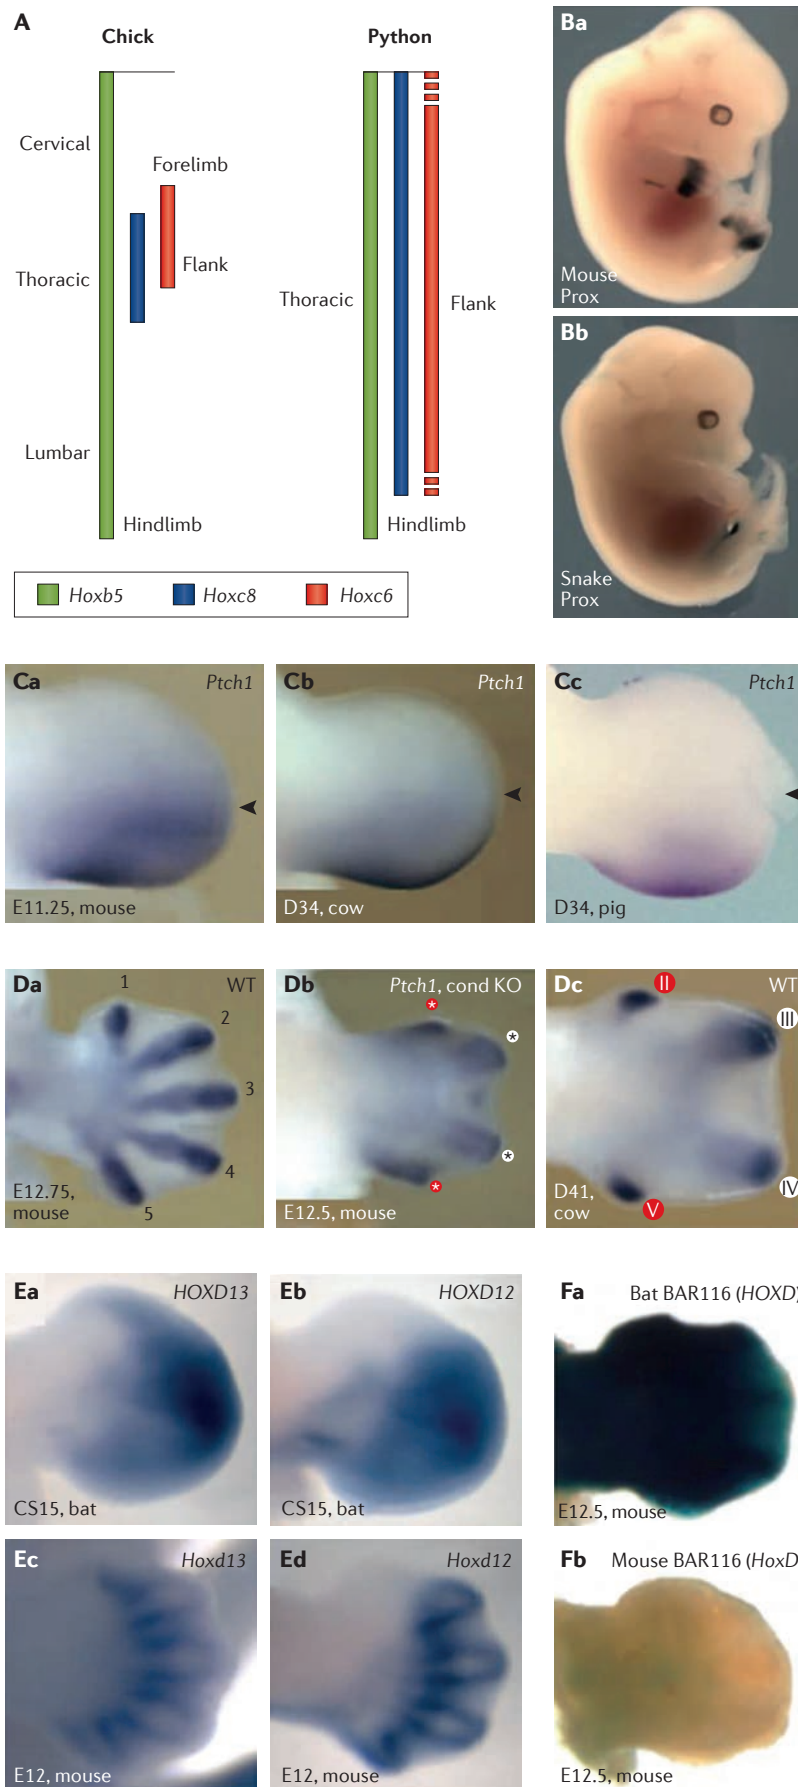 A
Chick
Python
Cervical
Forelimb
Thoracic
Flank
Lumbar
Hindlimb
Thoracic
Flank
Hindlimb
Hoxb5
Hoxc8
Hoxc6
Ba
Mouse
Prox
Bb
Snake
Prox
Ca
Ptch1
E11.25, mouse
Cb
Ptch1
D34, cow
Cc
Ptch1
D34, pig
Da
WT
1
2
3
4
5
E12.75,
mouse
Db
Ptch1, cond KO
*
*
*
*
E12.5, mouse
Dc
WT
II
III
IV
V
D41,
cow
Ea
HOXD13
CS15, bat
Eb
HOXD12
CS15, bat
Fa
Bat BAR116 (HOXD)
E12.5, mouse
Ec
Hoxd13
E12, mouse
Ed
Hoxd12
E12, mouse
Fb
Mouse BAR116 (HoxD
E12.5, mouse